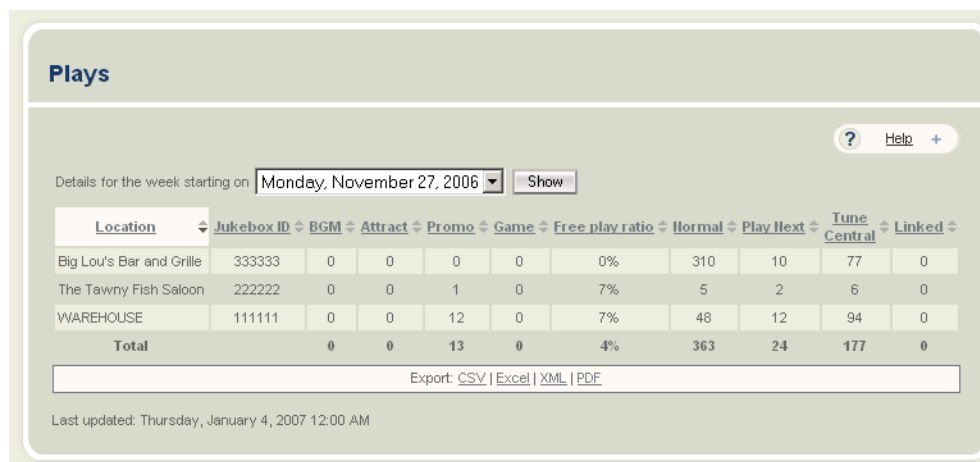 Plays
? Help +
Details for the week starting on Monday, November 27, 2006 Show
Location Jukebox ID BGM Attract Promo Game Free play ratio Normal Play Next Tune Central Linked
Big Lou's Bar and Grille 333333 0 0 0 0 0% 310 10 77 0
The Tawny Fish Saloon 222222 0 0 1 0 7% 5 2 6 0
WAREHOUSE 111111 0 0 12 0 7% 48 12 94 0
Total 0 0 13 0 4% 363 24 177 0
Export: CSV | Excel | XML | PDF
Last updated: Thursday, January 4, 2007 12:00 AM